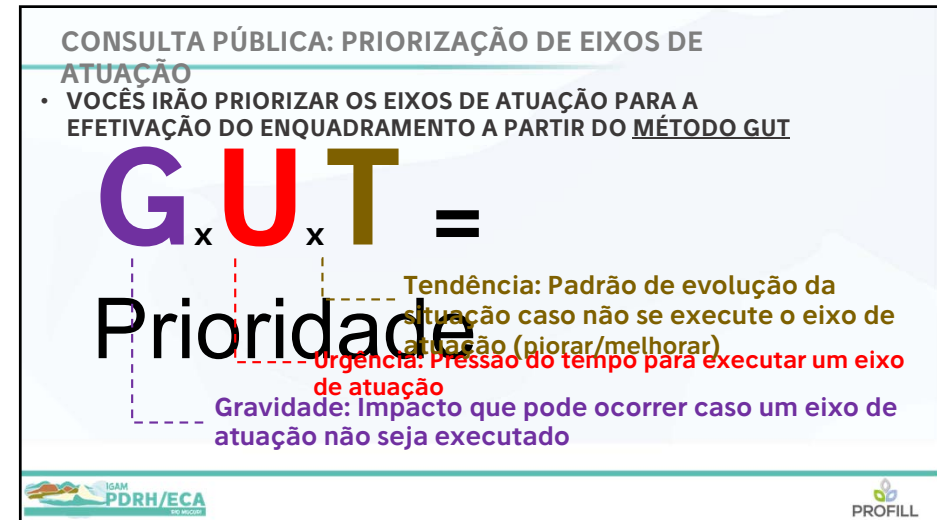 CONSULTA PÚBLICA: PRIORIZAÇÃO DE EIXOS DE
ATUAÇÃO
• VOCÊS IRÃO PRIORIZAR OS EIXOS DE ATUAÇÃO PARA A
EFETIVAÇÃO DO ENQUADRAMENTO A PARTIR DO MÉTODO GUT
G x U x T =
Prioridade
Tendência: Padrão de evolução da
situação caso não se execute o eixo de
atuação (piorar/melhorar)
Urgência: Pressão do tempo para executar um eixo
de atuação
Gravidade: Impacto que pode ocorrer caso um eixo de
atuação não seja executado
IGAM
PDRH/ECA
RIO MUCURI
PROFILL